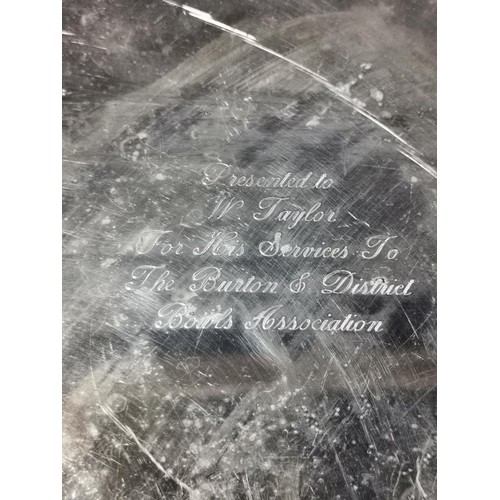 Presented to
W. Taylor
For His Services To
The Burton & District
Bowls Association